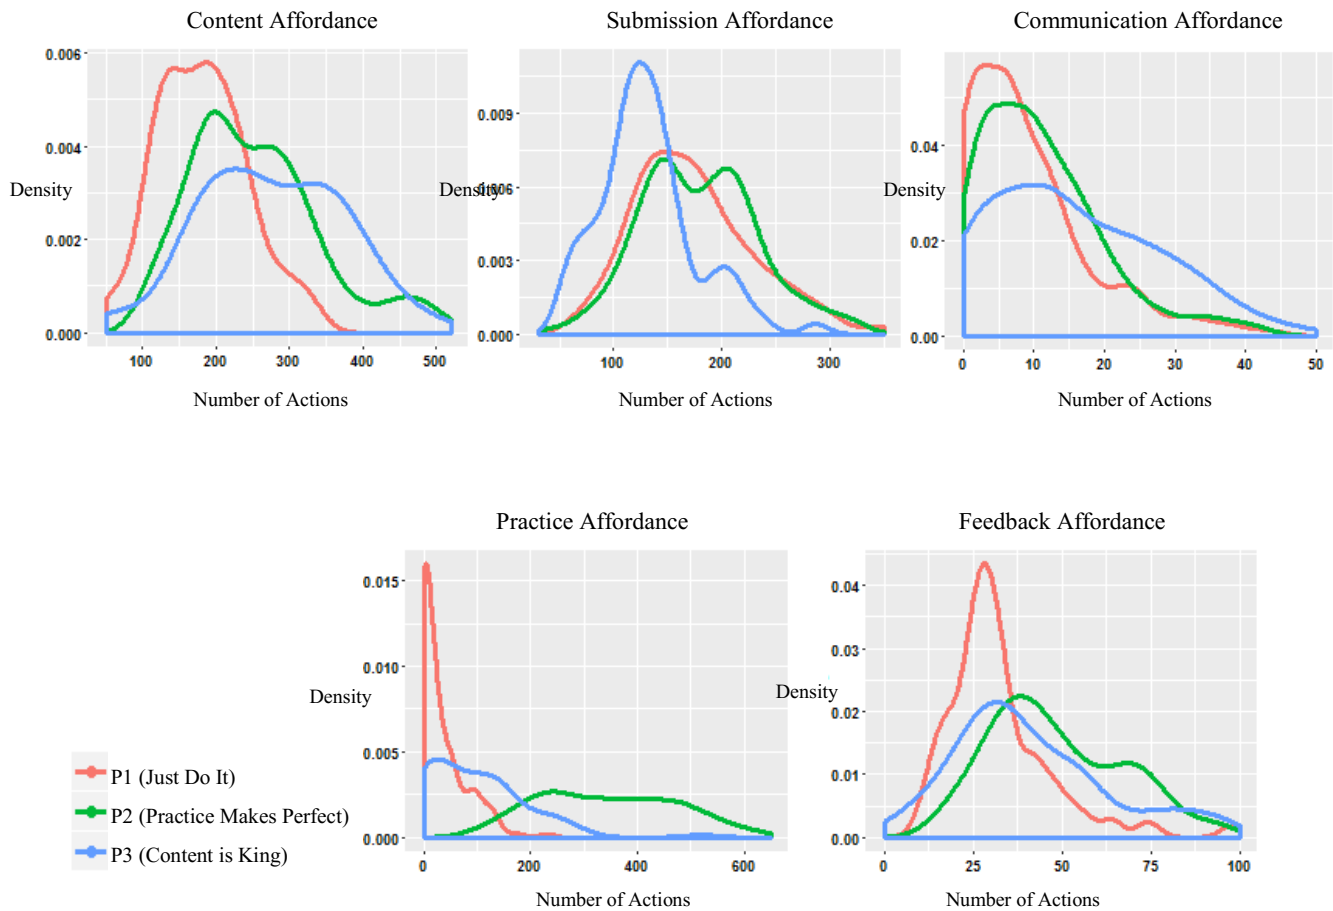 Content Affordance
Submission Affordance
Communication Affordance
0.006
0.004
Density
0.002
0.000
100 200 300 400 500
Number of Actions
0.009
Density
0.006
0.003
0.000
100 200 300
Number of Actions
0.04
Density
0.02
0.00
0 10 20 30 40 50
Number of Actions
Practice Affordance
Feedback Affordance
0.015
0.010
Density
0.005
0.000
0 200 400 600
Number of Actions
0.04
0.03
Density
0.02
0.01
0.00
0 25 50 75 100
Number of Actions
P1 (Just Do It)
P2 (Practice Makes Perfect)
P3 (Content is King)